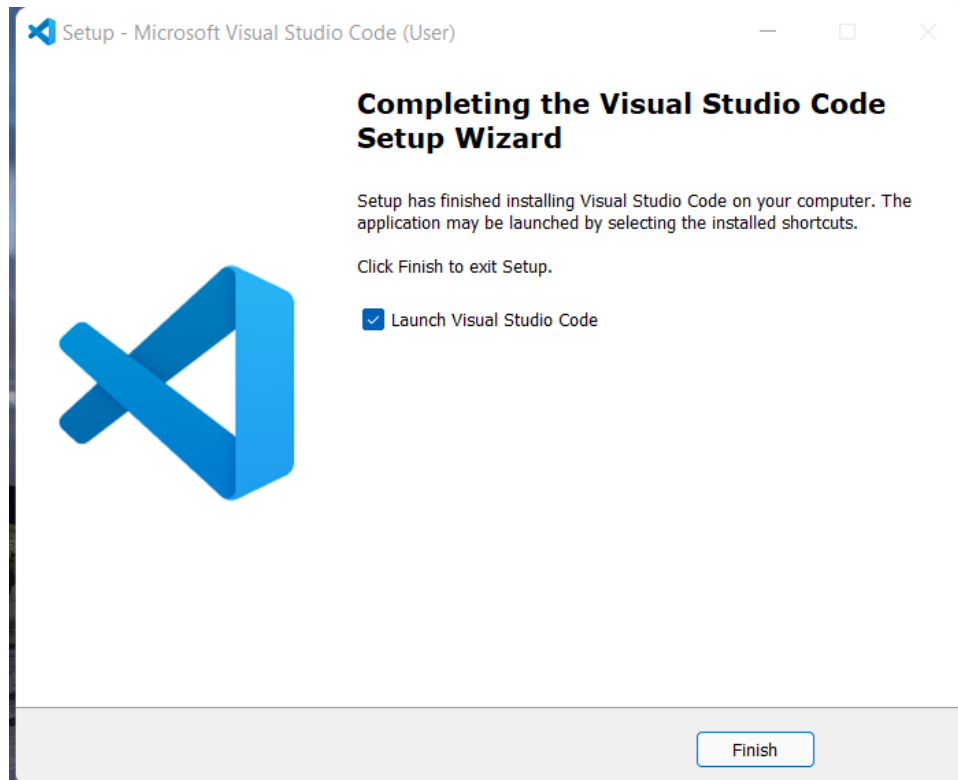 Setup - Microsoft Visual Studio Code (User)
Completing the Visual Studio Code
Setup Wizard
Setup has finished installing Visual Studio Code on your computer. The
application may be launched by selecting the installed shortcuts.
Click Finish to exit Setup.
Launch Visual Studio Code
Finish